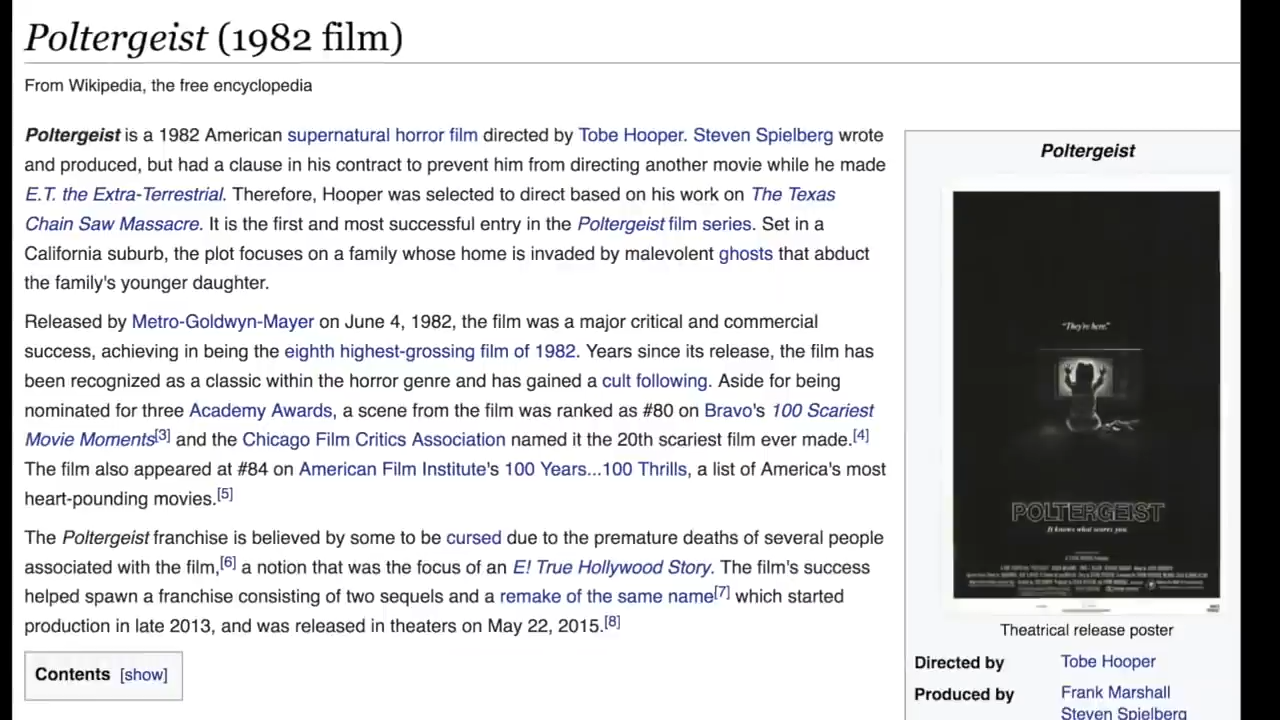 Poltergeist (1982 film)
From Wikipedia, the free encyclopedia
Poltergeist is a 1982 American supernatural horror film directed by Tobe Hooper. Steven Spielberg wrote
and produced, but had a clause in his contract to prevent him from directing another movie while he made
E.T. the Extra-Terrestrial. Therefore, Hooper was selected to direct based on his work on The Texas
Chain Saw Massacre. It is the first and most successful entry in the Poltergeist film series. Set in a
California suburb, the plot focuses on a family whose home is invaded by malevolent ghosts that abduct
the family's younger daughter.
Released by Metro-Goldwyn-Mayer on June 4, 1982, the film was a major critical and commercial
success, achieving in being the eighth highest-grossing film of 1982. Years since its release, the film has
been recognized as a classic within the horror genre and has gained a cult following. Aside for being
nominated for three Academy Awards, a scene from the film was ranked as #80 on Bravo's 100 Scariest
Movie Moments[3] and the Chicago Film Critics Association named it the 20th scariest film ever made.[4]
The film also appeared at #84 on American Film Institute's 100 Years...100 Thrills, a list of America's most
heart-pounding movies.[5]
The Poltergeist franchise is believed by some to be cursed due to the premature deaths of several people
associated with the film,[6] a notion that was the focus of an E! True Hollywood Story. The film's success
helped spawn a franchise consisting of two sequels and a remake of the same name[7] which started
production in late 2013, and was released in theaters on May 22, 2015.[8]
Contents [show]
Poltergeist
"They're here."
POLTERGEIST
It knows what scares you.
Theatrical release poster
Directed by Tobe Hooper
Produced by Frank Marshall
Steven Spielberg